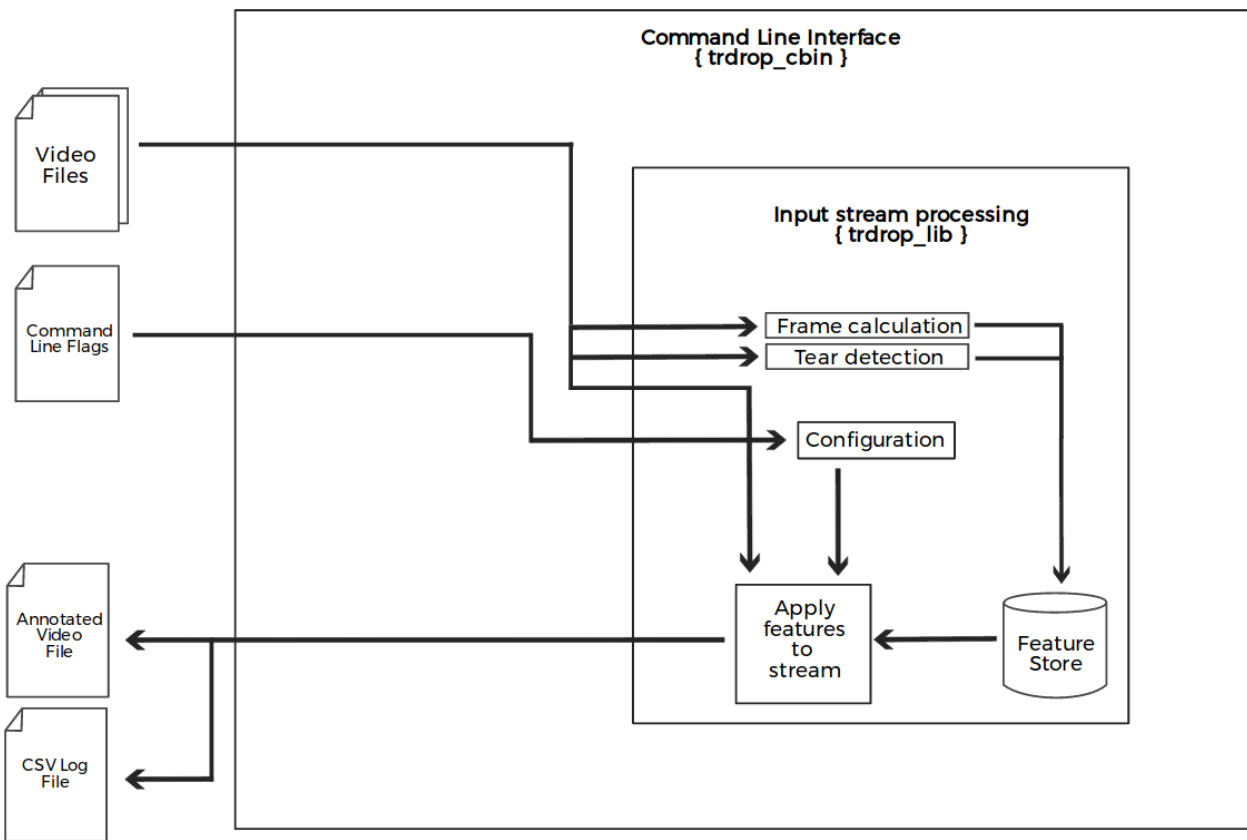 Command Line Interface
{ trdrop_cbin }
Video
Files
Input stream processing
{ trdrop_lib }
Command
Line Flags
Frame calculation
Tear detection
Configuration
Annotated
Video
File
Apply
features
to
stream
Feature
Store
CSV Log
File